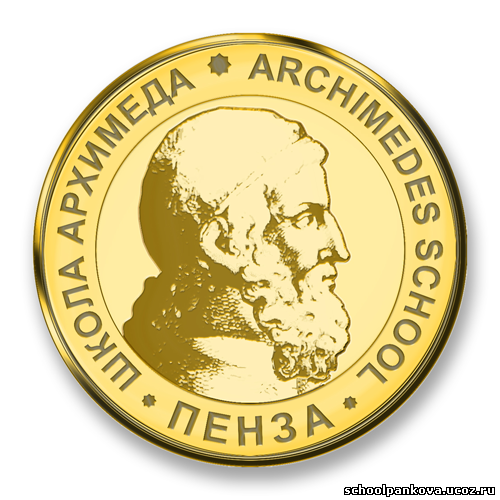 ШКОЛА АРХИМЕДА
ARCHIMEDES SCHOOL
ПЕНЗА
schoolpankova.ucoz.ru